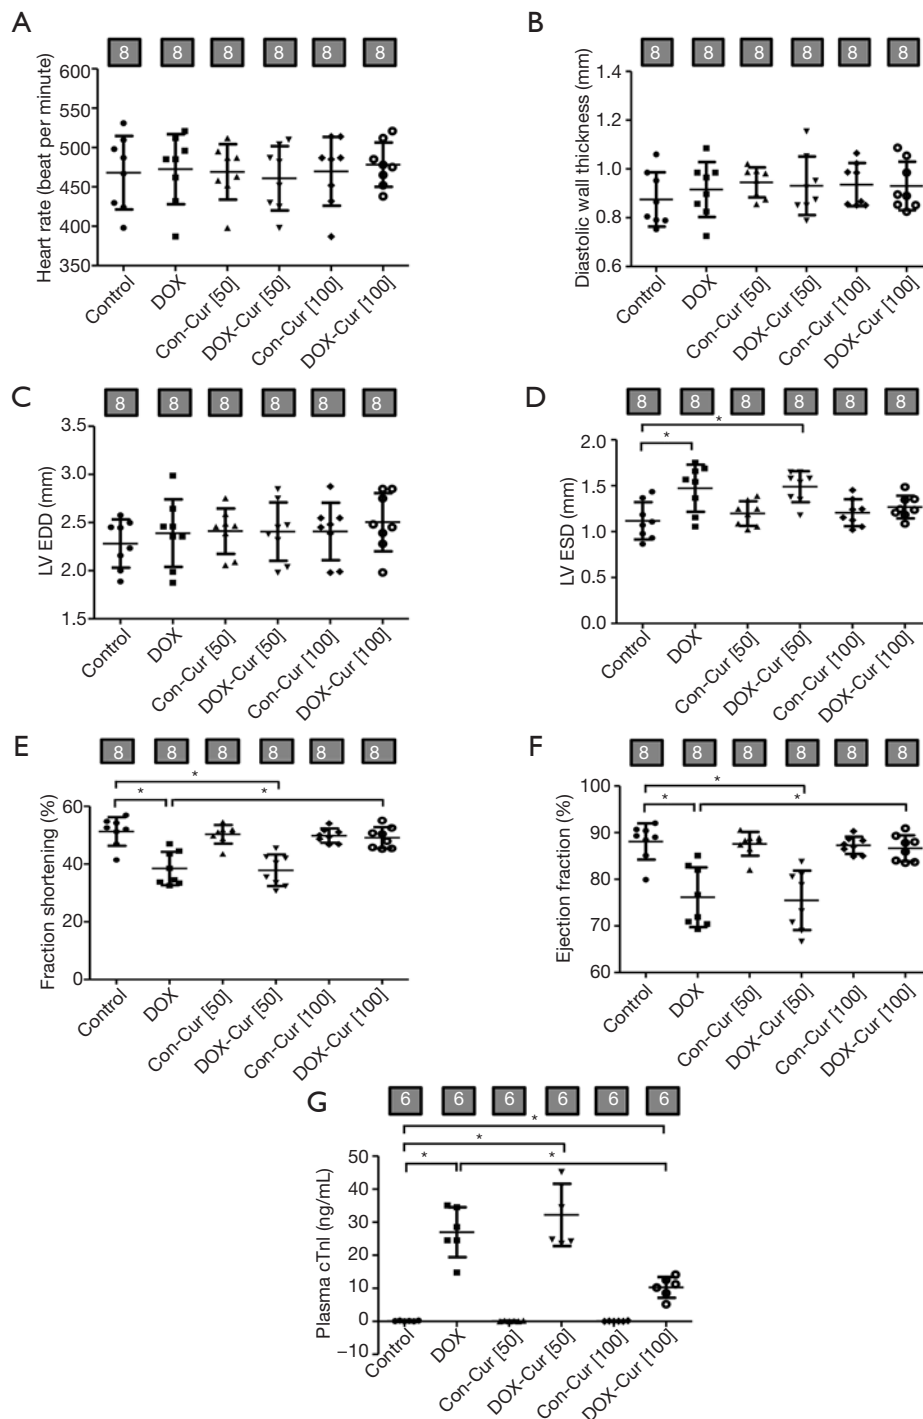 A
8 8 8 8 8 8
Heart rate (beat per minute)
600
550
500
450
400
350
Control DOX Con-Cur [50] DOX-Cur [50] Con-Cur [100] DOX-Cur [100]
B
8 8 8 8 8 8
Diastolic wall thickness (mm)
1.4
1.2
1.0
0.8
0.6
Control DOX Con-Cur [50] DOX-Cur [50] Con-Cur [100] DOX-Cur [100]
C
8 8 8 8 8 8
LV EDD (mm)
3.5
3.0
2.5
2.0
1.5
Control DOX Con-Cur [50] DOX-Cur [50] Con-Cur [100] DOX-Cur [100]
D
8 8 8 8 8 8
*
*
LV ESD (mm)
2.0
1.5
1.0
0.5
0.0
Control DOX Con-Cur [50] DOX-Cur [50] Con-Cur [100] DOX-Cur [100]
E
8 8 8 8 8 8
*
* *
Fraction shortening (%)
60
40
20
0
Control DOX Con-Cur [50] DOX-Cur [50] Con-Cur [100] DOX-Cur [100]
F
8 8 8 8 8 8
*
* *
Ejection fraction (%)
100
90
80
70
60
Control DOX Con-Cur [50] DOX-Cur [50] Con-Cur [100] DOX-Cur [100]
G
6 6 6 6 6 6
*
*
* *
Plasma cTnI (ng/mL)
50
40
30
20
10
0
–10
Control DOX Con-Cur [50] DOX-Cur [50] Con-Cur [100] DOX-Cur [100]